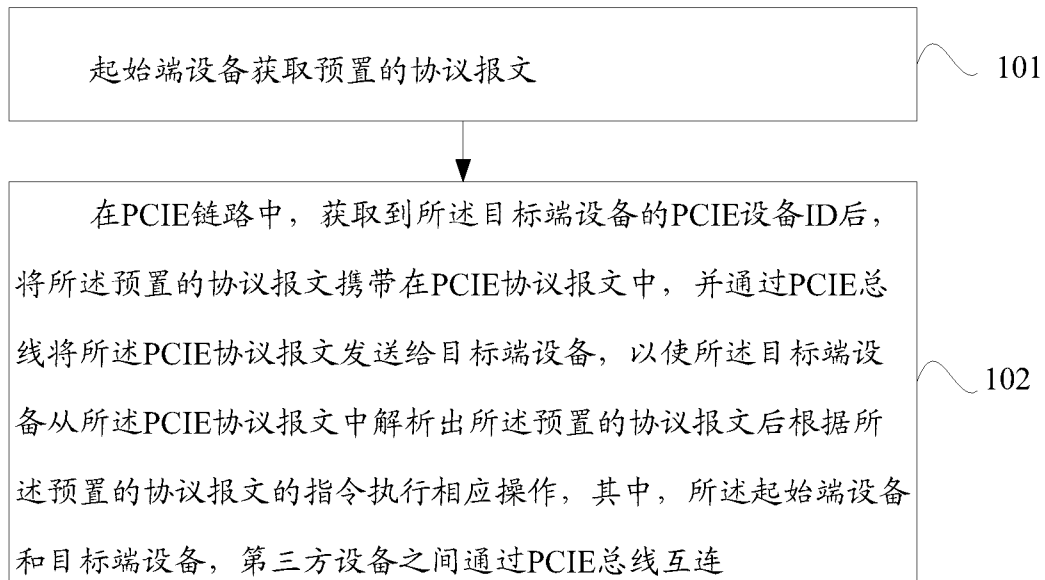 起始端设备获取预置的协议报文
101
在PCIE链路中，获取到所述目标端设备的PCIE设备ID后，
将所述预置的协议报文携带在PCIE协议报文中，并通过PCIE总
线将所述PCIE协议报文发送给目标端设备，以使所述目标端设
备从所述PCIE协议报文中解析出所述预置的协议报文后根据所
述预置的协议报文的指令执行相应操作，其中，所述起始端设备
和目标端设备，第三方设备之间通过PCIE总线互连
102